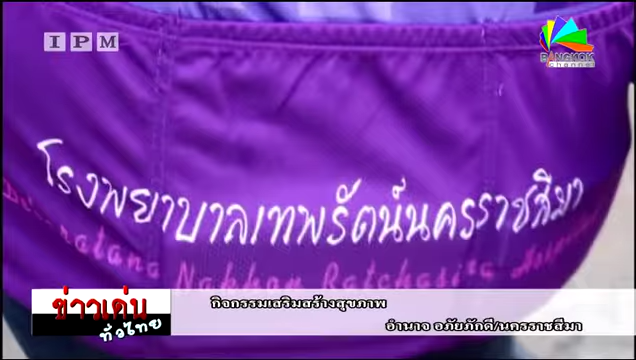 IPM
BANGKOK
channel
โรงพยาบาลเทพรัตน์นครราชสีมา
Nakhon Ratchasima
ข่าวเด่น
ทั่วไทย
กิจกรรมเสริมสร้างสุขภาพ
อำนาจ อภัยภักดี/นครราชสีมา